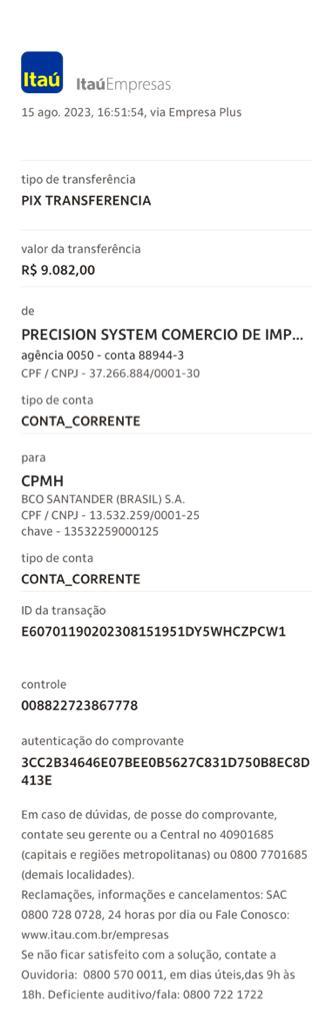 Itaú
ItaúEmpresas
15 ago. 2023, 16:51:54, via Empresa Plus
tipo de transferência
PIX TRANSFERENCIA
valor da transferência
R$ 9.082,00
de
PRECISION SYSTEM COMERCIO DE IMP...
agência 0050 - conta 88944-3
CPF / CNPJ - 37.266.884/0001-30
tipo de conta
CONTA_CORRENTE
para
CPMH
BCO SANTANDER (BRASIL) S.A.
CPF / CNPJ - 13.532.259/0001-25
chave - 13532259000125
tipo de conta
CONTA_CORRENTE
ID da transação
E60701190202308151951DY5WHCZPCW1
controle
008822723867778
autenticação do comprovante
3CC2B34646E07BEE0B5627C831D750B8EC8D
413E
Em caso de dúvidas, de posse do comprovante,
contate seu gerente ou a Central no 40901685
(capitais e regiões metropolitanas) ou 0800 7701685
(demais localidades).
Reclamações, informações e cancelamentos: SAC
0800 728 0728, 24 horas por dia ou Fale Conosco:
www.itau.com.br/empresas
Se não ficar satisfeito com a solução, contate a
Ouvidoria:  0800 570 0011, em dias úteis,das 9h às
18h. Deficiente auditivo/fala: 0800 722 1722